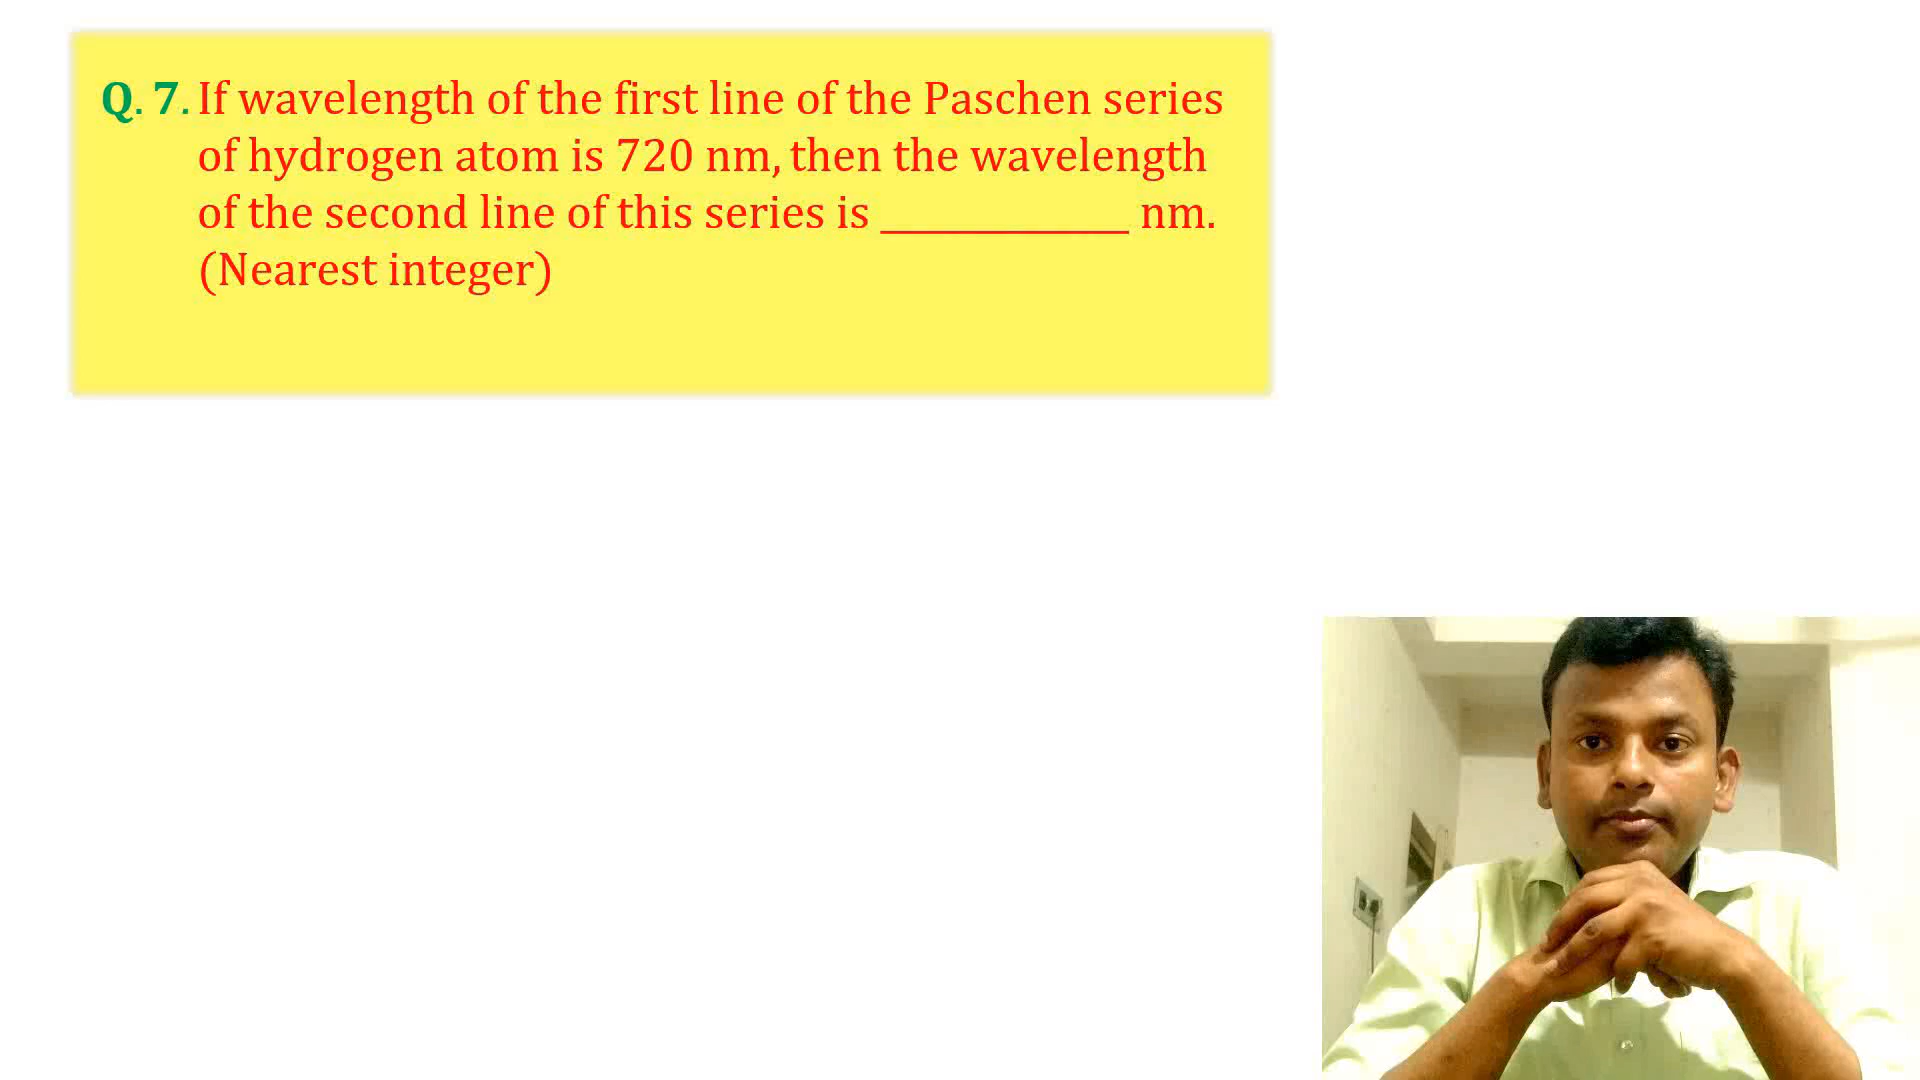 Q. 7. If wavelength of the first line of the Paschen series
of hydrogen atom is 720 nm, then the wavelength
of the second line of this series is ____________ nm.
(Nearest integer)